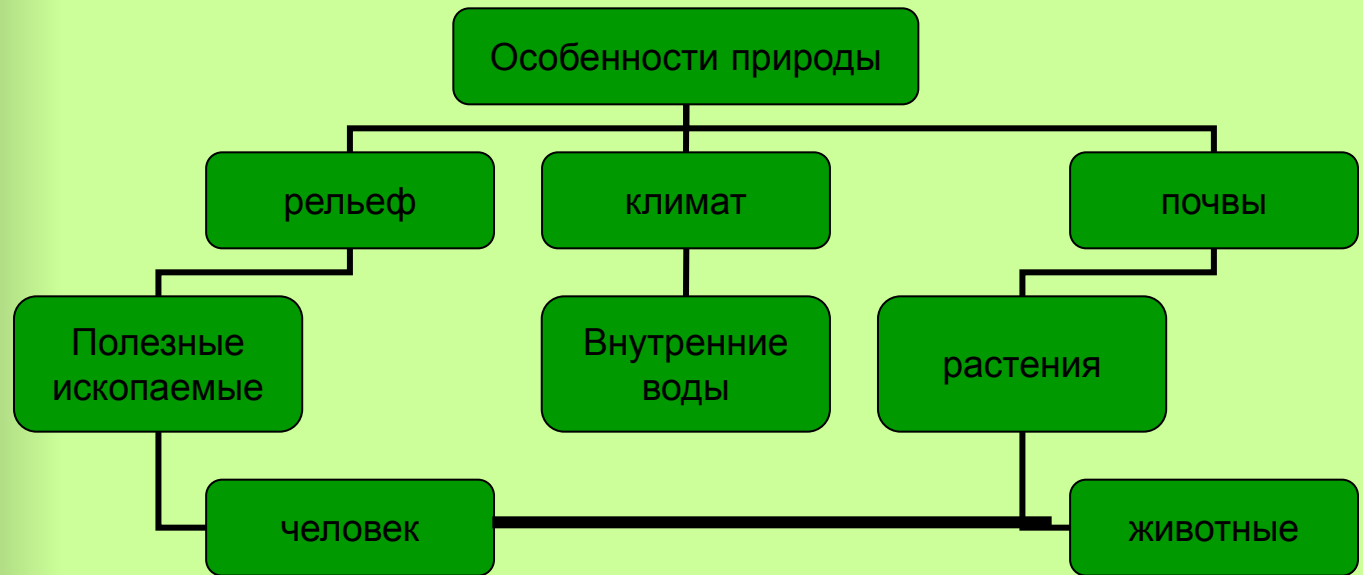 Особенности природы
рельеф
климат
почвы
Полезные
ископаемые
Внутренние
воды
растения
человек
животные